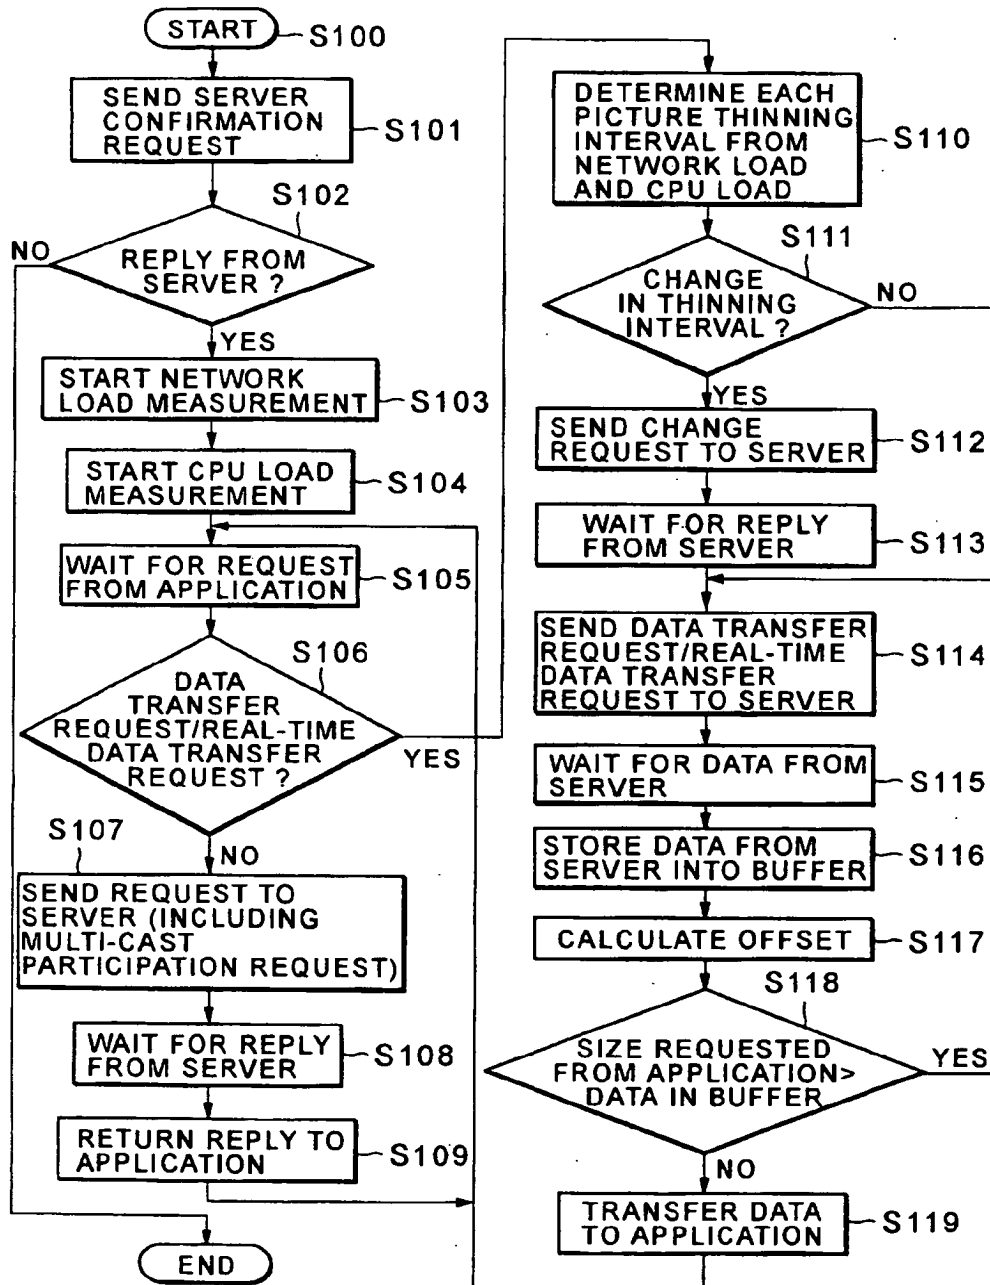 START
S100
SEND SERVER
CONFIRMATION
REQUEST
S101
S102
NO
REPLY FROM
SERVER ?
YES
START NETWORK
LOAD MEASUREMENT
S103
START CPU LOAD
MEASUREMENT
S104
WAIT FOR REQUEST
FROM APPLICATION
S105
S106
DATA
TRANSFER
REQUEST/REAL-TIME
DATA TRANSFER
REQUEST ?
YES
S107
NO
SEND REQUEST TO
SERVER (INCLUDING
MULTI-CAST
PARTICIPATION REQUEST)
WAIT FOR REPLY
FROM SERVER
S108
RETURN REPLY TO
APPLICATION
S109
END
DETERMINE EACH
PICTURE THINNING
INTERVAL FROM
NETWORK LOAD
AND CPU LOAD
S110
S111
CHANGE
IN THINNING
INTERVAL ?
NO
YES
SEND CHANGE
REQUEST TO SERVER
S112
WAIT FOR REPLY
FROM SERVER
S113
SEND DATA TRANSFER
REQUEST/REAL-TIME
DATA TRANSFER
REQUEST TO SERVER
S114
WAIT FOR DATA FROM
SERVER
S115
STORE DATA FROM
SERVER INTO BUFFER
S116
CALCULATE OFFSET
S117
S118
SIZE REQUESTED
FROM APPLICATION>
DATA IN BUFFER
YES
NO
TRANSFER DATA
TO APPLICATION
S119